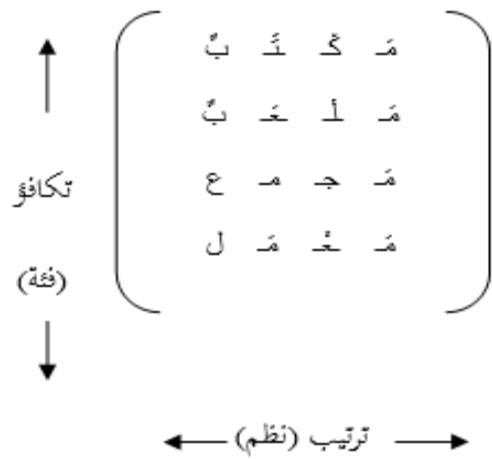 مَـ كْـ تَـ بٌ
مَـ لْـ عَـ بٌ
مَـ جـ مـ ع
مَـ عْـ مَـ ل
تكافؤ
(فئة)
ترتيب (نظم)